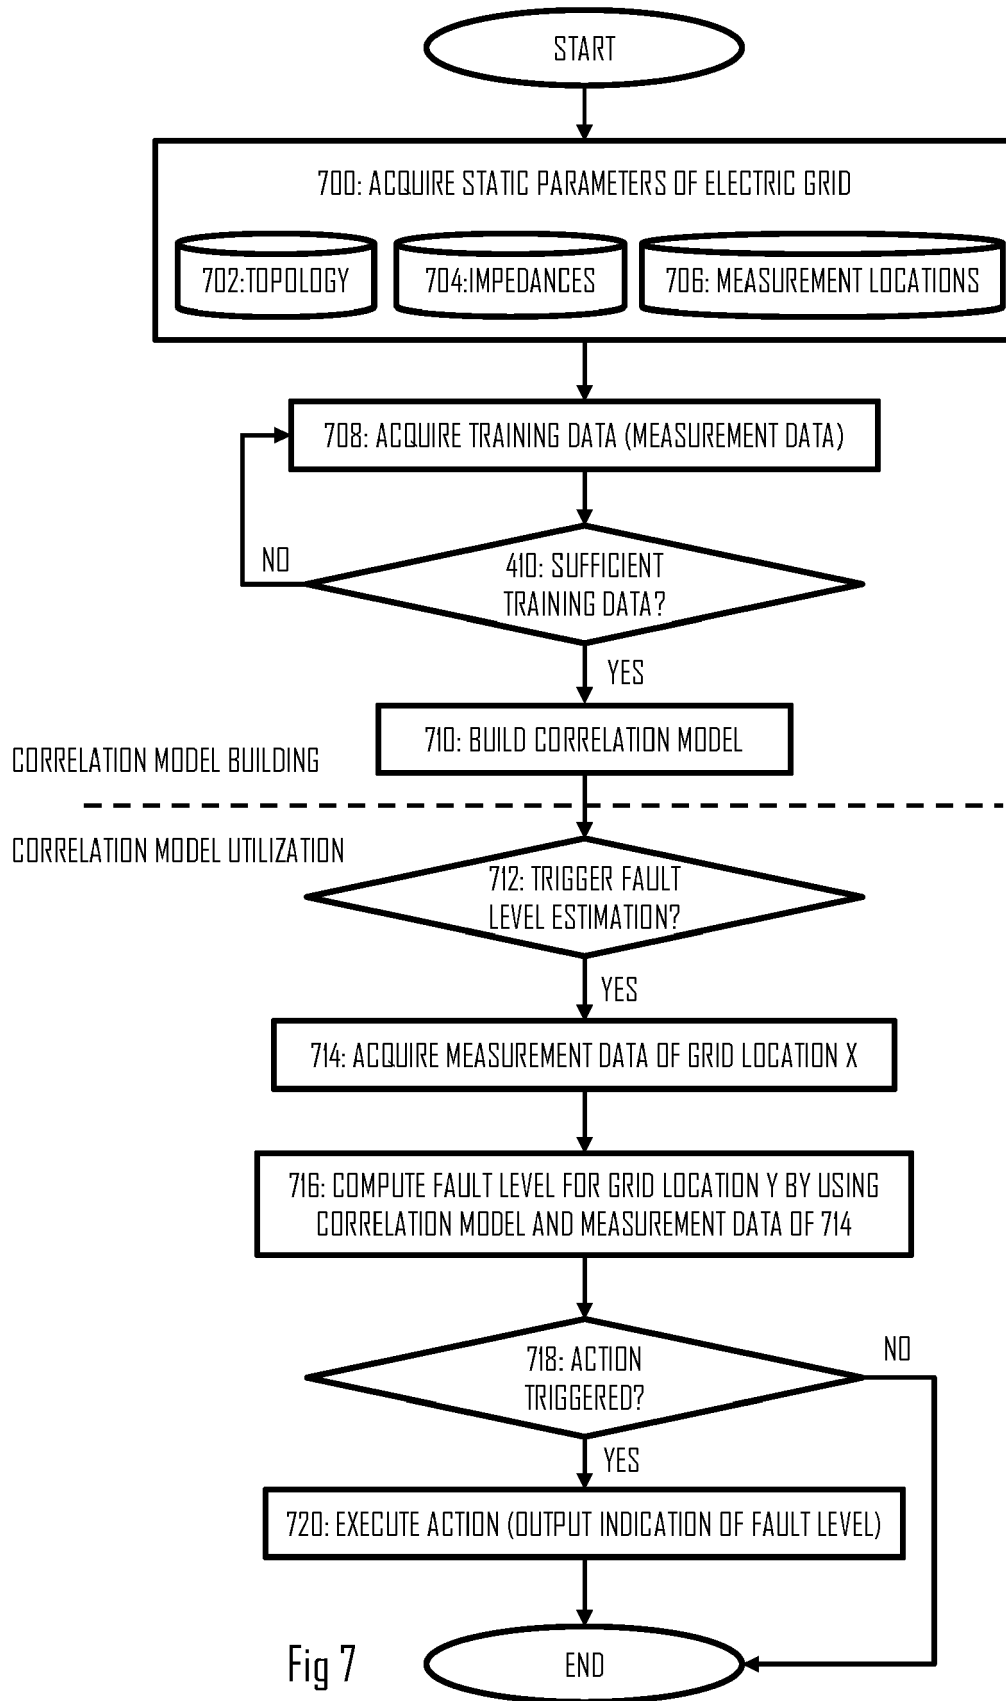 START
700: ACQUIRE STATIC PARAMETERS OF ELECTRIC GRID
702:TOPOLOGY
704:IMPEDANCES
706: MEASUREMENT LOCATIONS
708: ACQUIRE TRAINING DATA (MEASUREMENT DATA)
NO
410: SUFFICIENT
TRAINING DATA?
YES
710: BUILD CORRELATION MODEL
CORRELATION MODEL BUILDING
CORRELATION MODEL UTILIZATION
712: TRIGGER FAULT
LEVEL ESTIMATION?
YES
714: ACQUIRE MEASUREMENT DATA OF GRID LOCATION X
716: COMPUTE FAULT LEVEL FOR GRID LOCATION Y BY USING
CORRELATION MODEL AND MEASUREMENT DATA OF 714
718: ACTION
TRIGGERED?
NO
YES
720: EXECUTE ACTION (OUTPUT INDICATION OF FAULT LEVEL)
Fig 7
END